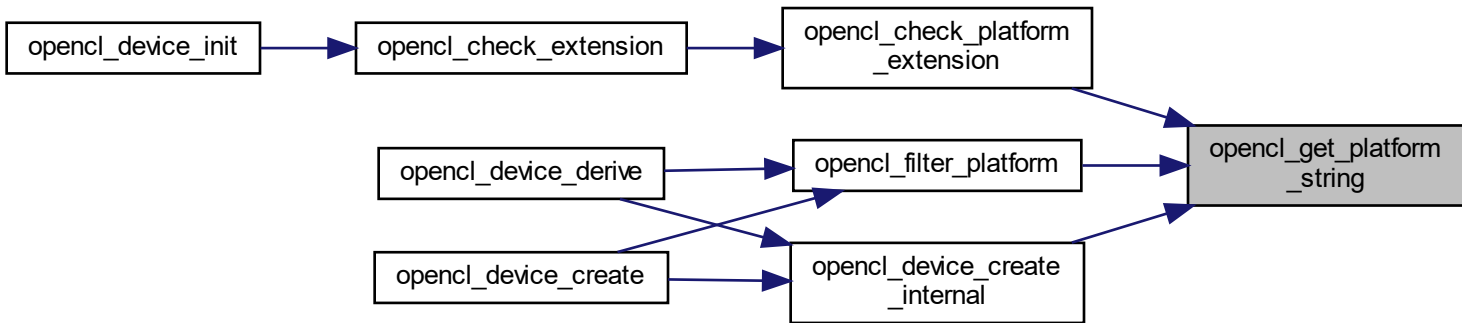 opencl_device_init
opencl_check_extension
opencl_check_platform
_extension
opencl_get_platform
_string
opencl_device_derive
opencl_filter_platform
opencl_device_create
opencl_device_create
_internal